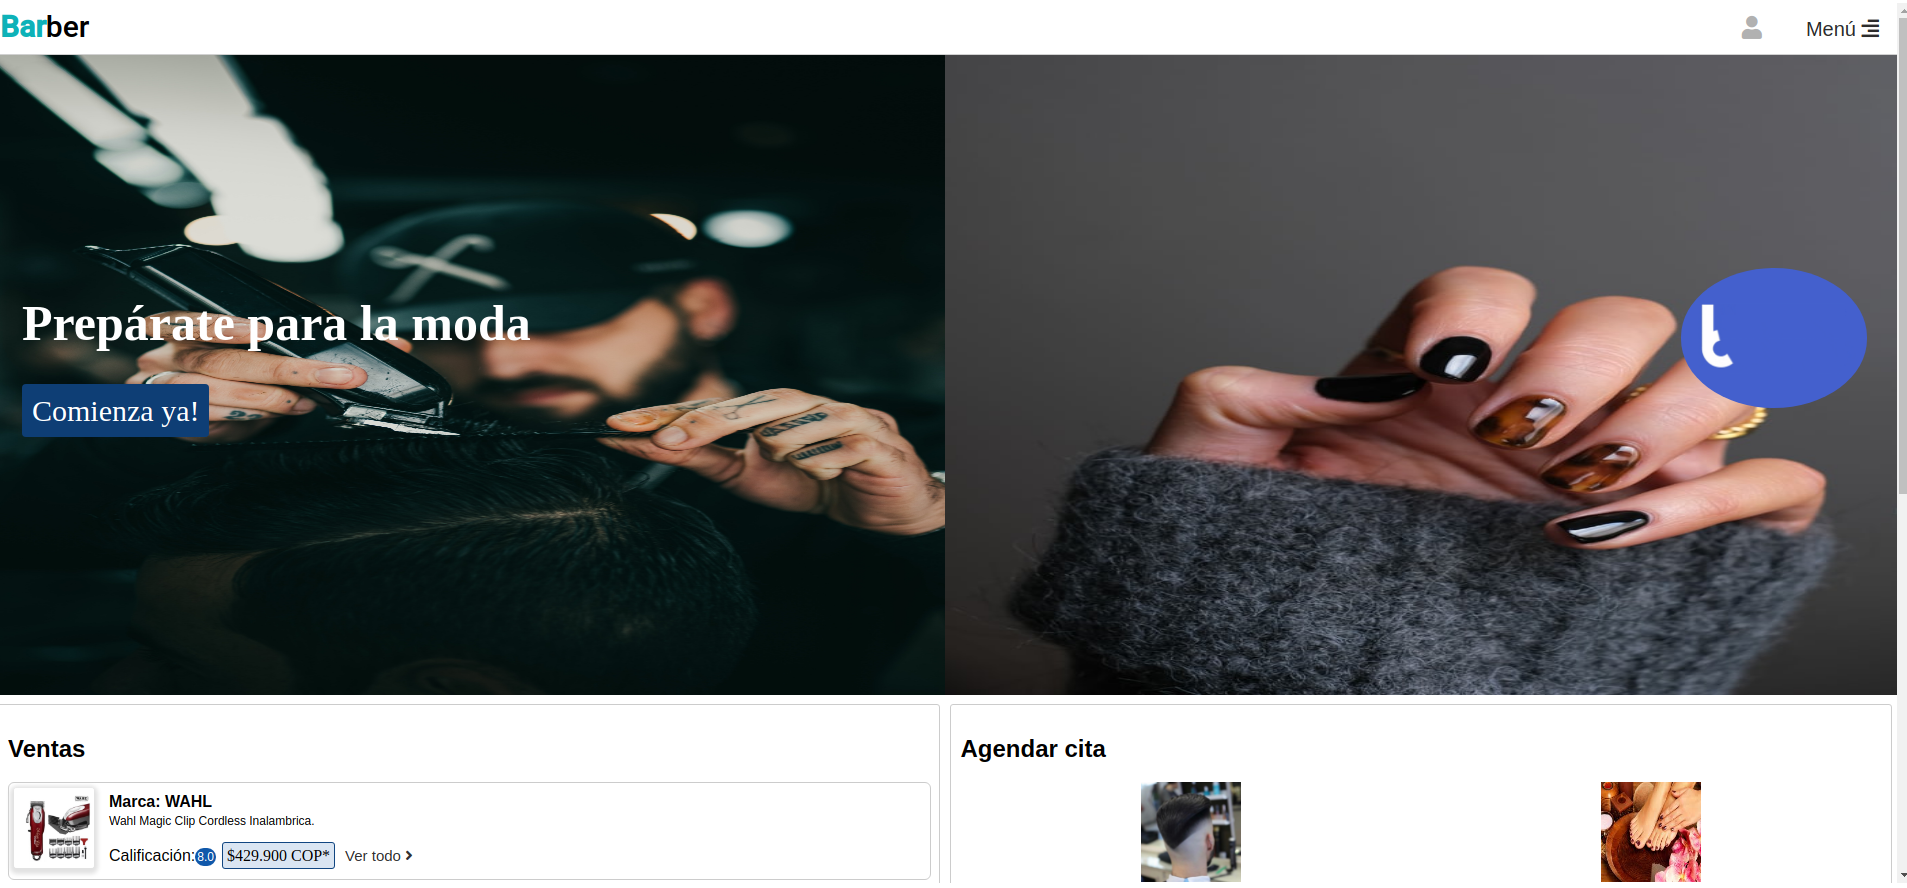 Barber
Menú
Prepárate para la moda
Comienza ya!
Ventas
Marca: WAHL
Wahl Magic Clip Cordless Inalambrica.
Calificación: 8.0 $429.900 COP* Ver todo
Agendar cita